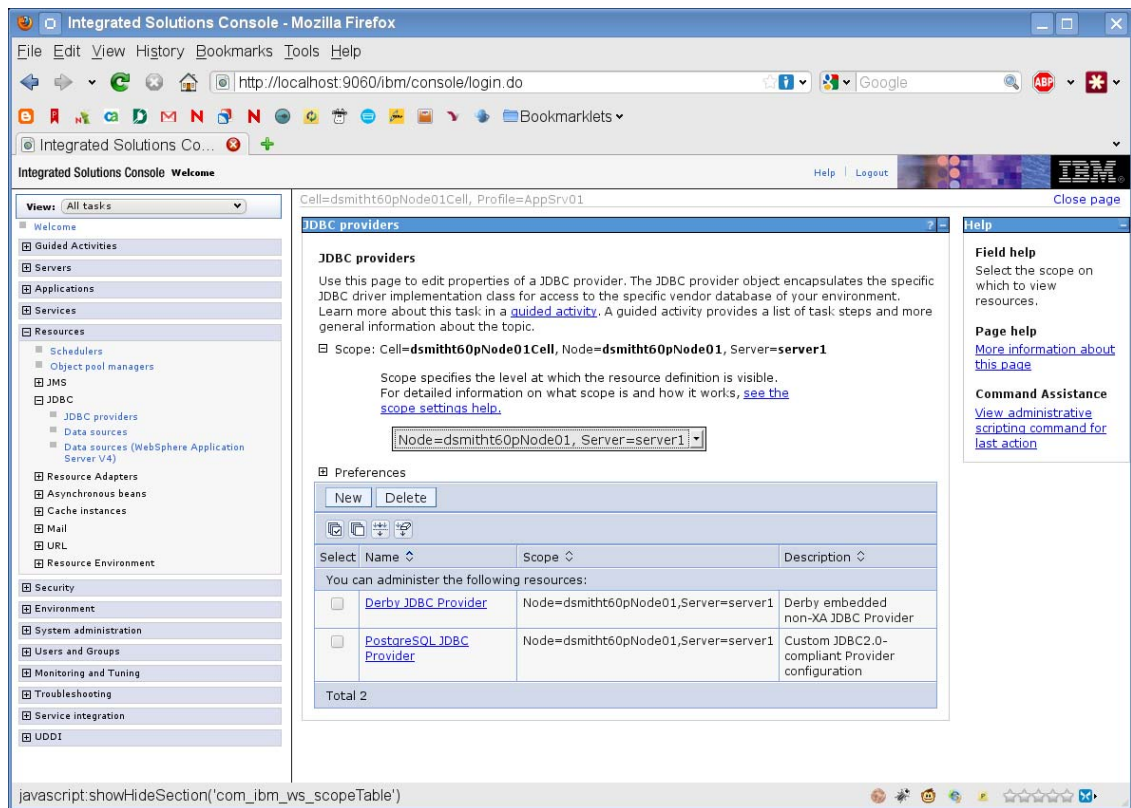 Integrated Solutions Console - Mozilla Firefox
File Edit View History Bookmarks Tools Help
http://localhost:9060/ibm/console/login.do
Google
ABP
Bookmarklets
Integrated Solutions Co...
Integrated Solutions Console Welcome
Help | Logout
IBM.
View: All tasks
Welcome
Guided Activities
Servers
Applications
Services
Resources
Schedulers
Object pool managers
JMS
JDBC
JDBC providers
Data sources
Data sources (WebSphere Application
Server V4)
Resource Adapters
Asynchronous beans
Cache instances
Mail
URL
Resource Environment
Security
Environment
System administration
Users and Groups
Monitoring and Tuning
Troubleshooting
Service integration
UDDI
Cell=dsmitht60pNode01Cell, Profile=AppSrv01
Close page
JDBC providers
? -
JDBC providers
Use this page to edit properties of a JDBC provider. The JDBC provider object encapsulates the specific
JDBC driver implementation class for access to the specific vendor database of your environment.
Learn more about this task in a guided activity. A guided activity provides a list of task steps and more
general information about the topic.
Scope: Cell=dsmitht60pNode01Cell, Node=dsmitht60pNode01, Server=server1
Scope specifies the level at which the resource definition is visible.
For detailed information on what scope is and how it works, see the
scope settings help.
Node=dsmitht60pNode01, Server=server1
Preferences
New Delete
Select Name Scope Description
You can administer the following resources:
Derby JDBC Provider Node=dsmitht60pNode01,Server=server1 Derby embedded
non-XA JDBC Provider
PostgreSQL JDBC Node=dsmitht60pNode01,Server=server1 Custom JDBC2.0-
Provider compliant Provider
configuration
Total 2
Help
Field help
Select the scope on
which to view
resources.
Page help
More information about
this page
Command Assistance
View administrative
scripting command for
last action
javascript:showHideSection('com_ibm_ws_scopeTable')